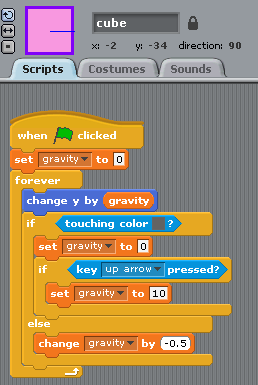 cube
x: -2 y: -34 direction: 90
Scripts Costumes Sounds
when clicked
set gravity to 0
forever
change y by gravity
if touching color ?
set gravity to 0
if key up arrow pressed?
set gravity to 10
else
change gravity by -0.5